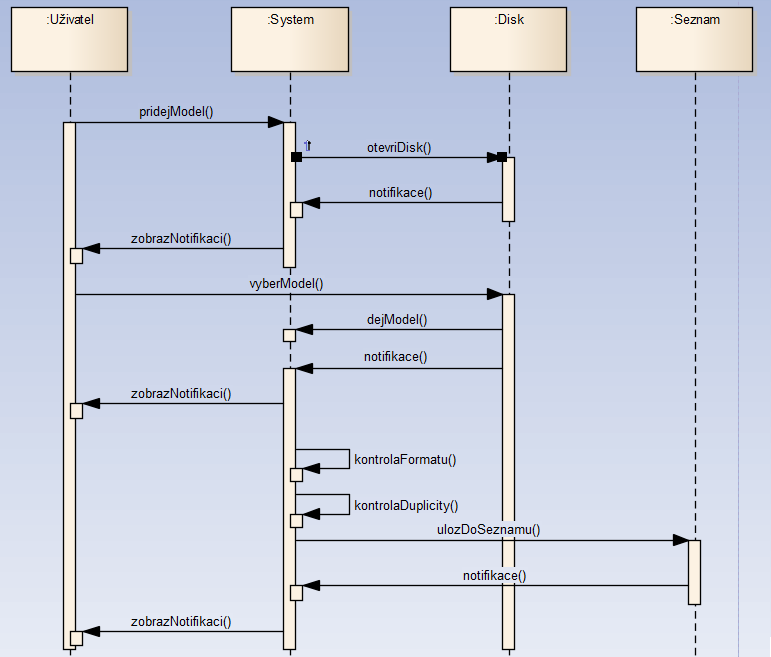 :Uživatel
:System
:Disk
:Seznam
pridejModel()
otevriDisk()
notifikace()
zobrazNotifikaci()
vyberModel()
dejModel()
notifikace()
zobrazNotifikaci()
kontrolaFormatu()
kontrolaDuplicity()
ulozDoSeznamu()
notifikace()
zobrazNotifikaci()